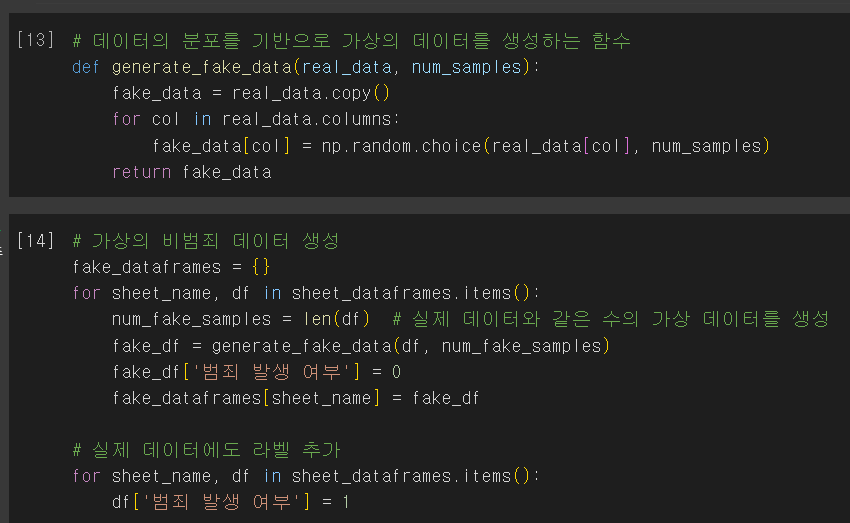 [13] # 데이터의 분포를 기반으로 가상의 데이터를 생성하는 함수
def generate_fake_data(real_data, num_samples):
    fake_data = real_data.copy()
    for col in real_data.columns:
        fake_data[col] = np.random.choice(real_data[col], num_samples)
    return fake_data
[14] # 가상의 비범죄 데이터 생성
fake_dataframes = {}
for sheet_name, df in sheet_dataframes.items():
    num_fake_samples = len(df)  # 실제 데이터와 같은 수의 가상 데이터를 생성
    fake_df = generate_fake_data(df, num_fake_samples)
    fake_df['범죄 발생 여부'] = 0
    fake_dataframes[sheet_name] = fake_df
# 실제 데이터에도 라벨 추가
for sheet_name, df in sheet_dataframes.items():
    df['범죄 발생 여부'] = 1